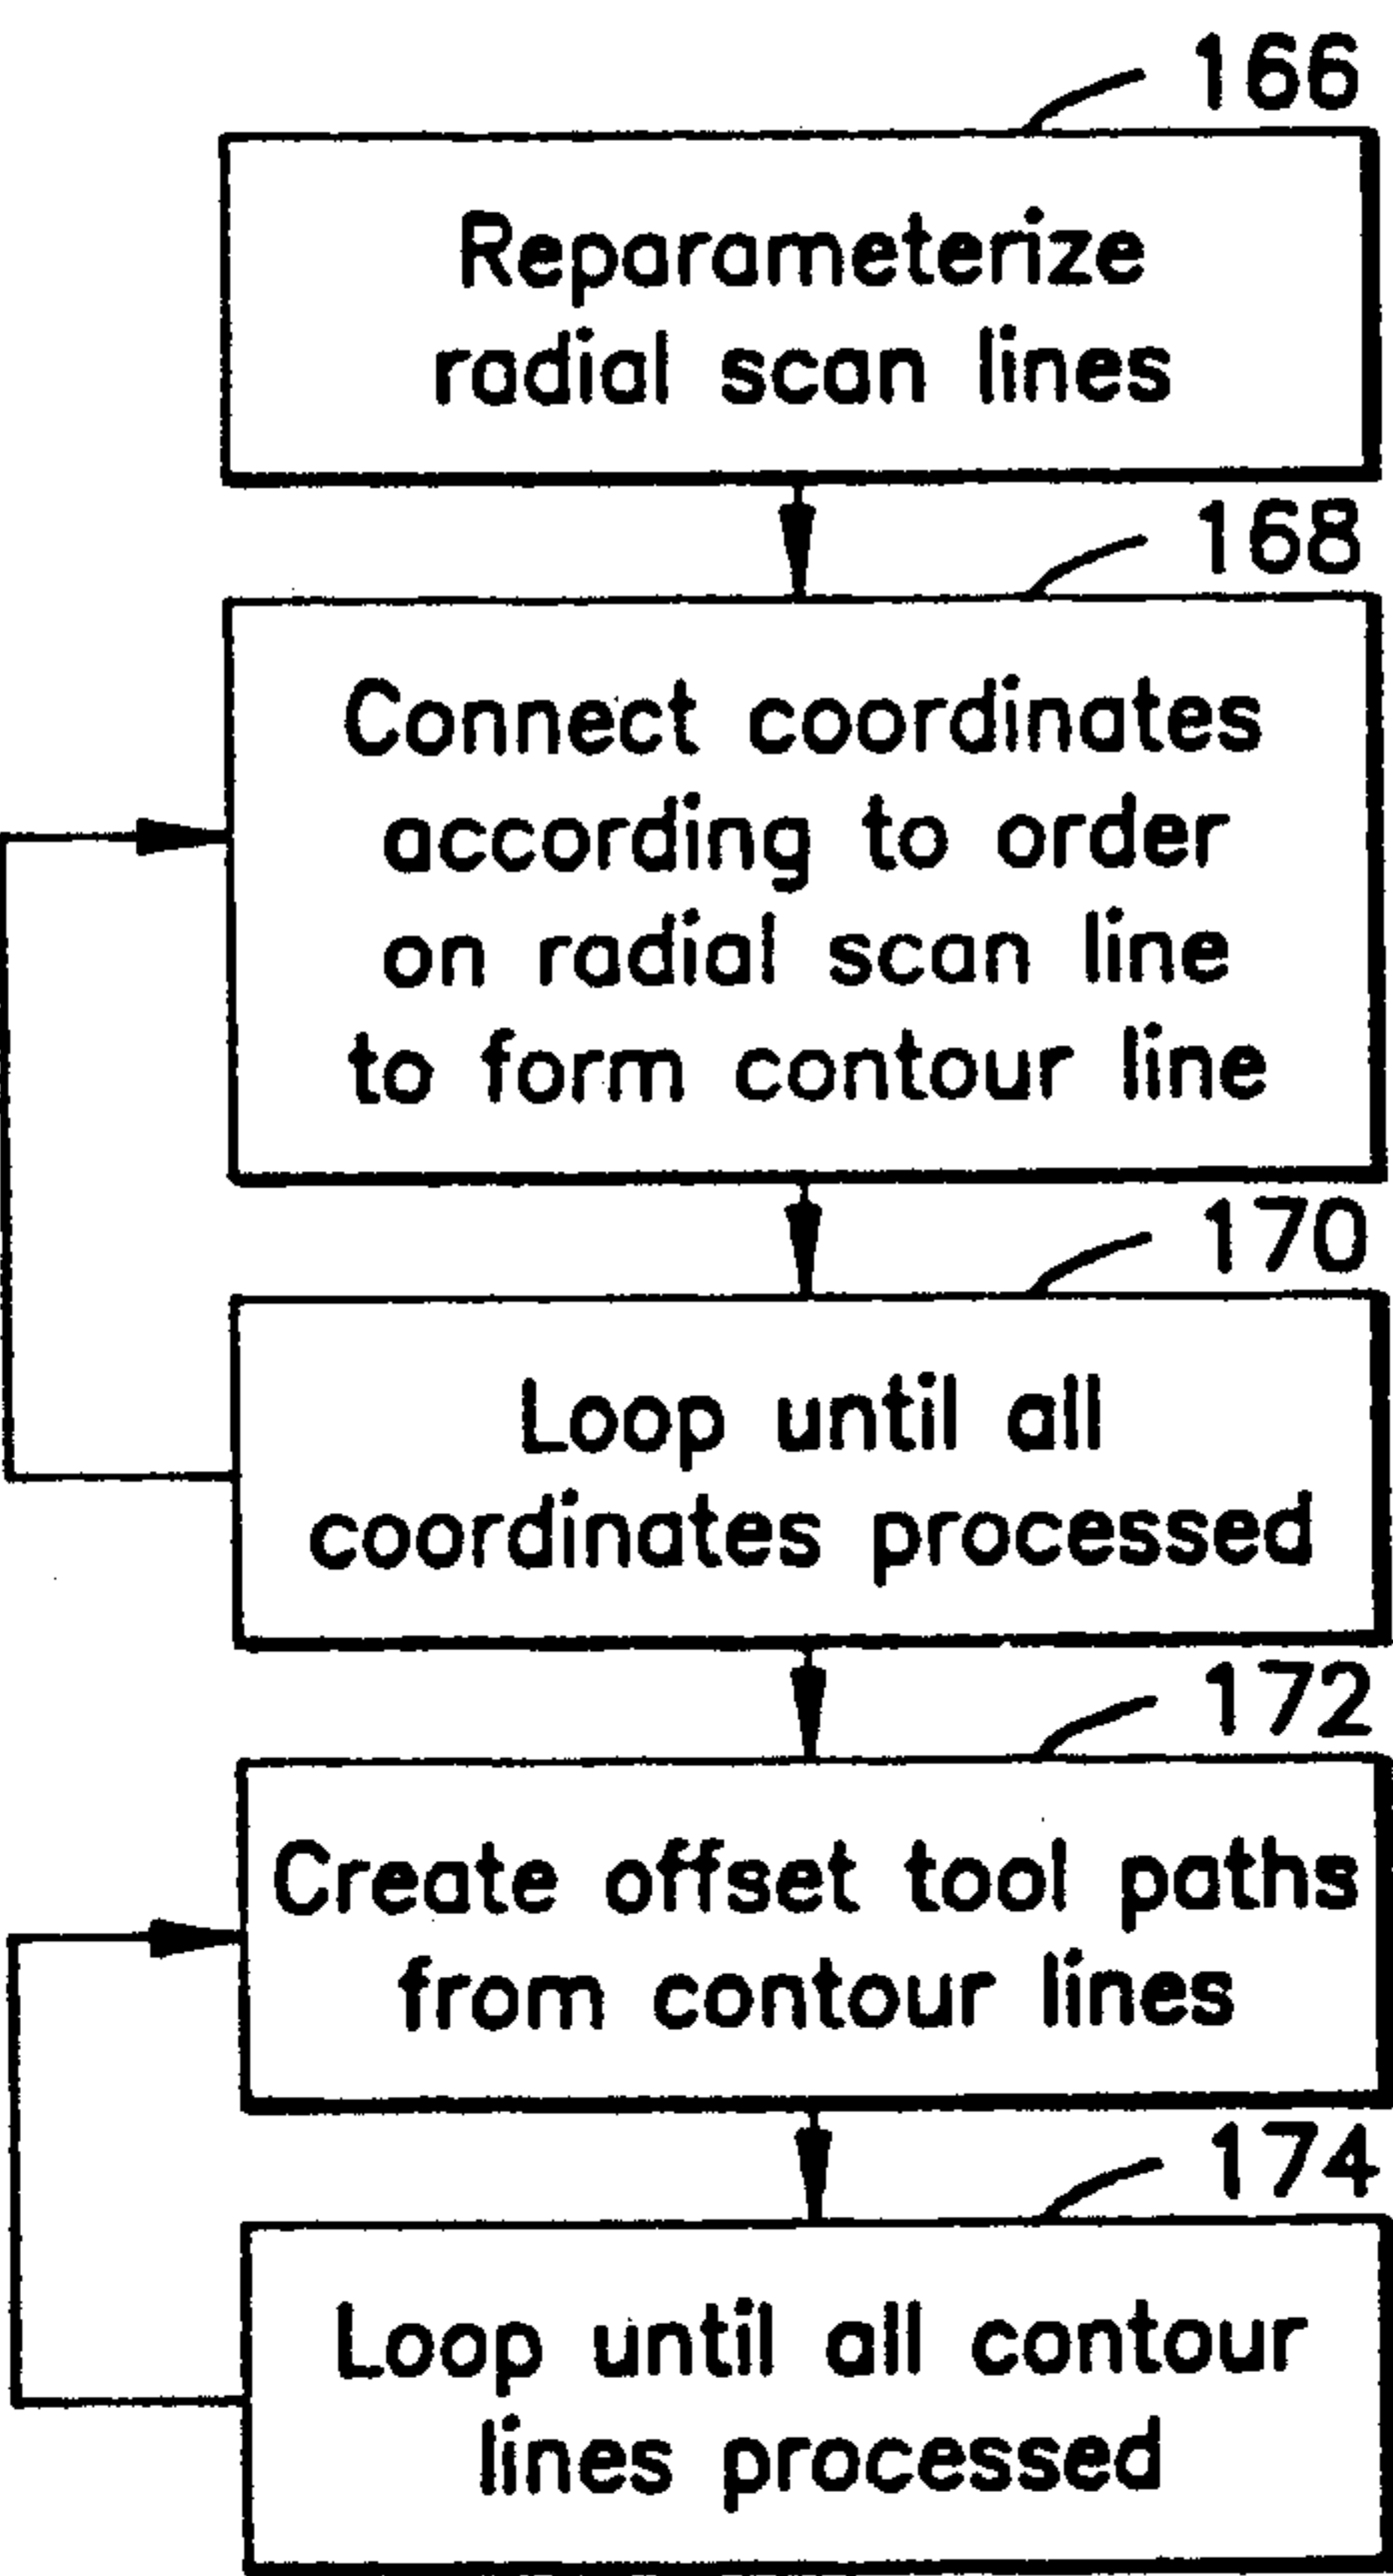 166
Reparameterize
radial scan lines
168
Connect coordinates
according to order
on radial scan line
to form contour line
170
Loop until all
coordinates processed
172
Create offset tool paths
from contour lines
174
Loop until all contour
lines processed